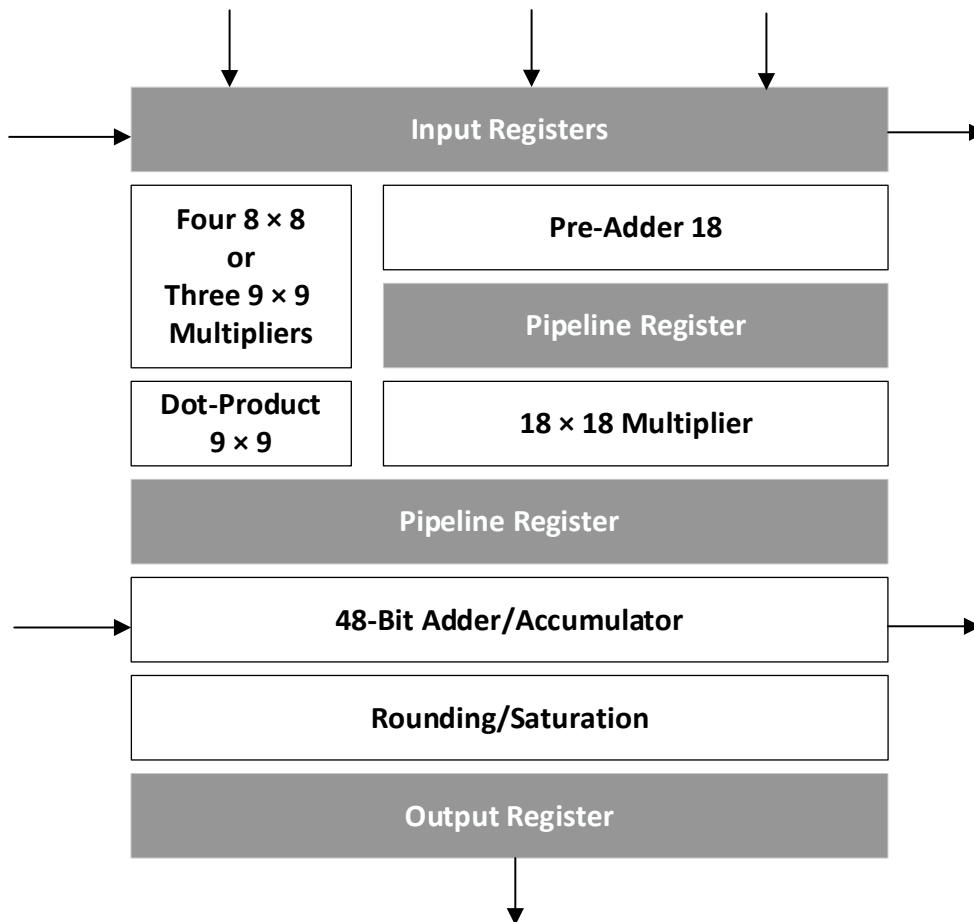 Input Registers
Four 8 × 8
or
Three 9 × 9
Multipliers
Pre-Adder 18
Pipeline Register
Dot-Product
9 × 9
18 × 18 Multiplier
Pipeline Register
48-Bit Adder/Accumulator
Rounding/Saturation
Output Register